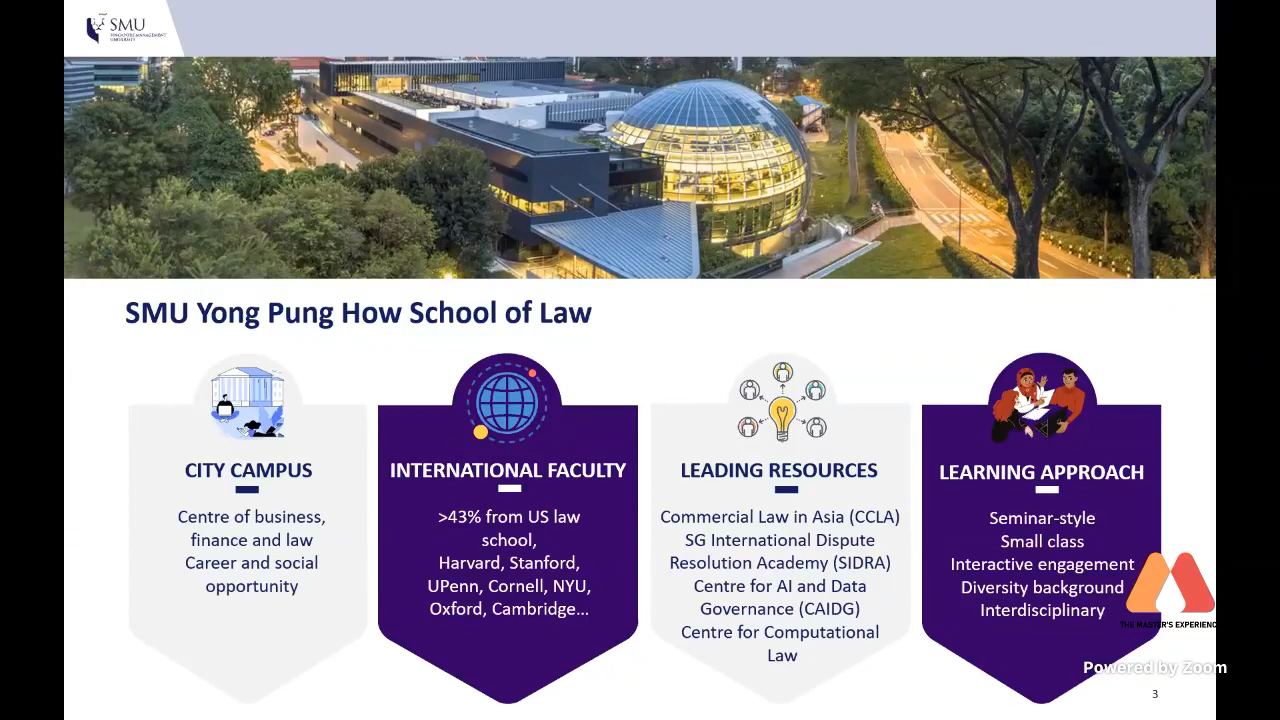 SMU
SINGAPORE MANAGEMENT
UNIVERSITY
SMU Yong Pung How School of Law
CITY CAMPUS
Centre of business,
finance and law
Career and social
opportunity
INTERNATIONAL FACULTY
>43% from US law
school,
Harvard, Stanford,
UPenn, Cornell, NYU,
Oxford, Cambridge...
LEADING RESOURCES
Commercial Law in Asia (CCLA)
SG International Dispute
Resolution Academy (SIDRA)
Centre for AI and Data
Governance (CAIDG)
Centre for Computational
Law
LEARNING APPROACH
Seminar-style
Small class
Interactive engagement
Diversity background
Interdisciplinary
THE MASTER'S EXPERIENC
Powered by Zoom
3